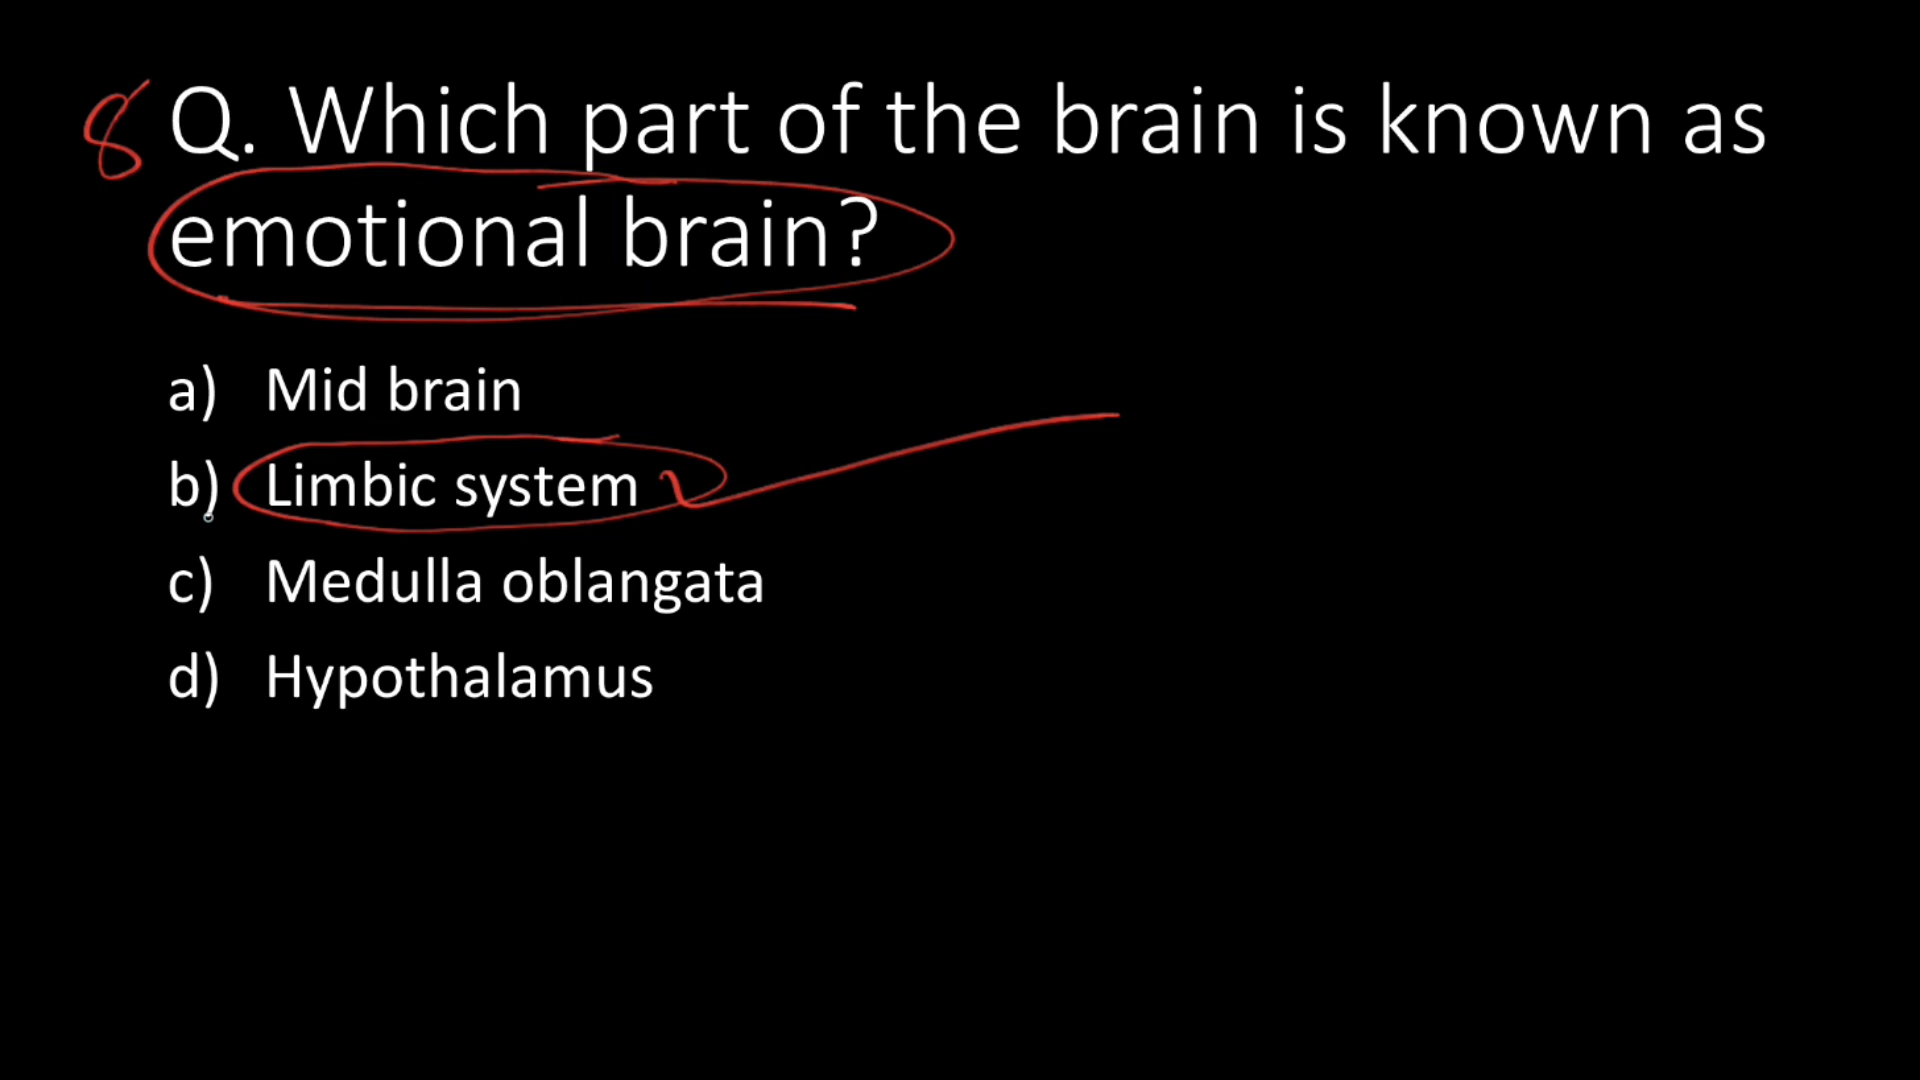 8 Q. Which part of the brain is known as
emotional brain?
a) Mid brain
b) Limbic system
c) Medulla oblangata
d) Hypothalamus